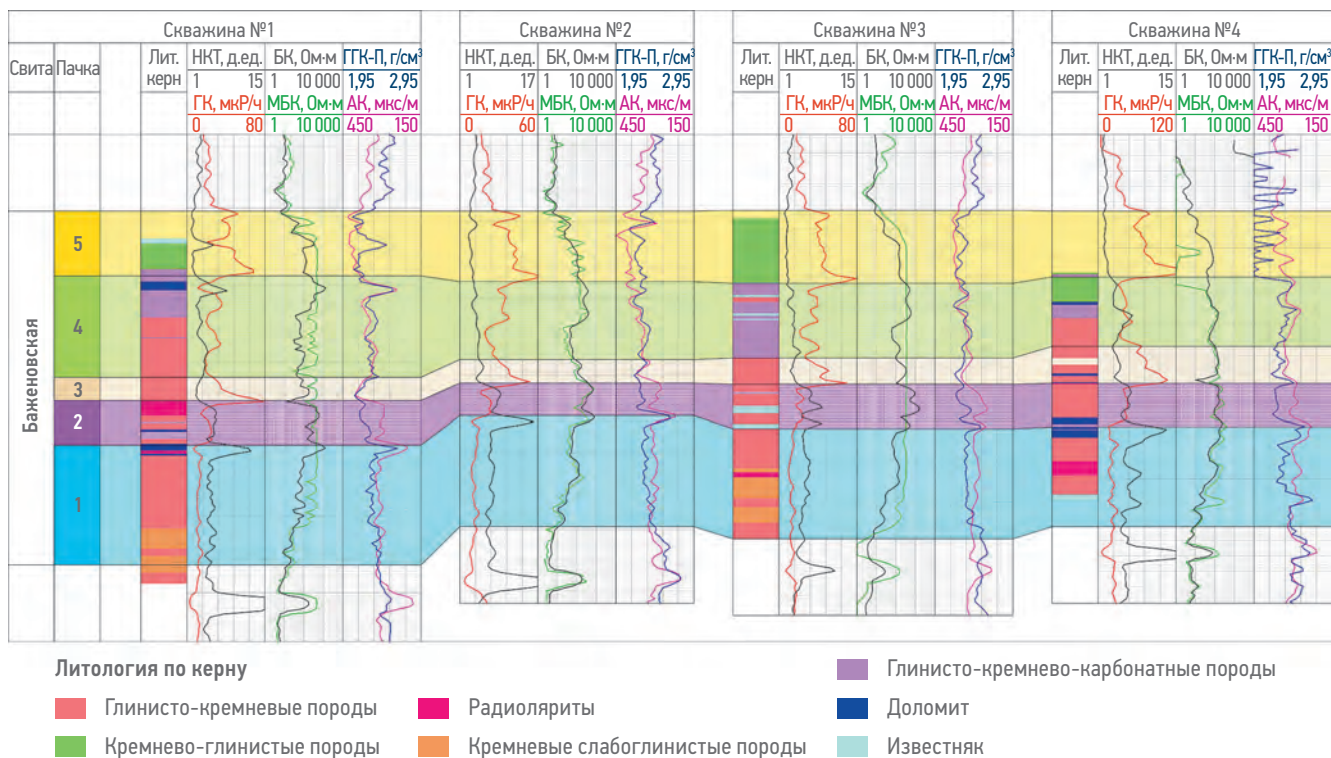 Скважина №1 Скважина №2 Скважина №3 Скважина №4
Свита Пачка Лит. керн НКТ, д.ед. БК, Ом·м ГГК-П, г/см³ НКТ, д.ед. БК, Ом·м ГГК-П, г/см³ Лит. керн НКТ, д.ед. БК, Ом·м ГГК-П, г/см³ Лит. керн НКТ, д.ед. БК, Ом·м ГГК-П, г/см³
1 15 1 10 000 1,95 2,95 1 17 1 10 000 1,95 2,95 1 15 1 10 000 1,95 2,95 1 15 1 10 000 1,95 2,95
ГК, мкР/ч МБК, Ом·м АК, мкс/м ГК, мкР/ч МБК, Ом·м АК, мкс/м ГК, мкР/ч МБК, Ом·м АК, мкс/м ГК, мкР/ч МБК, Ом·м АК, мкс/м
0 80 1 10 000 450 150 0 60 1 10 000 450 150 0 80 1 10 000 450 150 0 120 1 10 000 450 150
Баженовская
5
4
3
2
1
Литология по керну
Глинисто-кремневые породы
Кремнево-глинистые породы
Радиоляриты
Кремневые слабоглинистые породы
Глинисто-кремнево-карбонатные породы
Доломит
Известняк